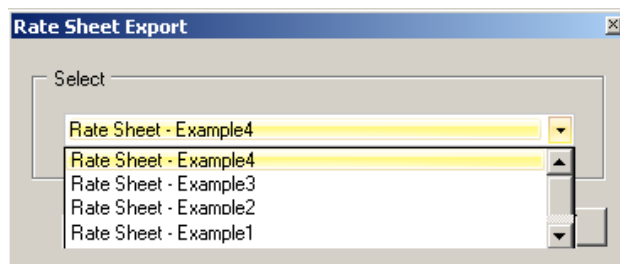 Rate Sheet Export
Select
Rate Sheet - Example4
Rate Sheet - Example4
Rate Sheet - Example3
Rate Sheet - Example2
Rate Sheet - Example1